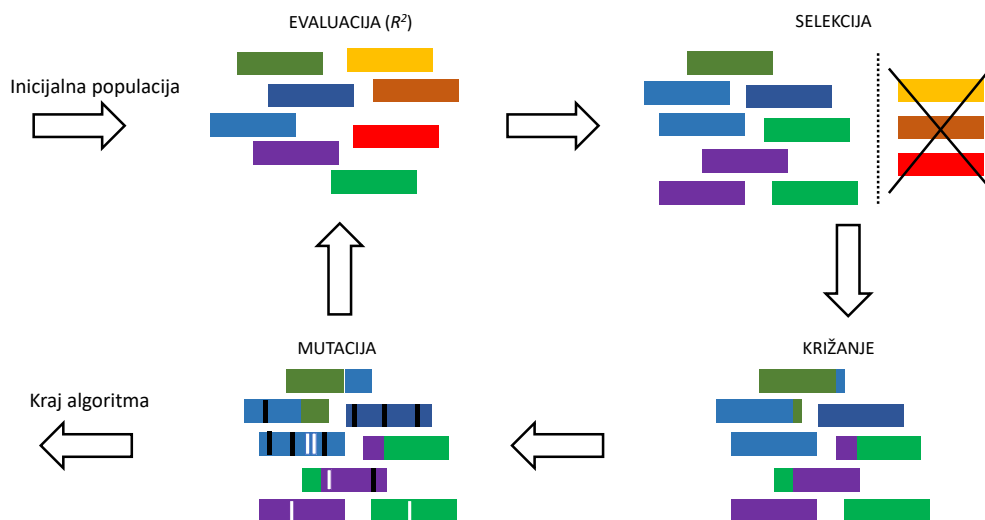 EVALUACIJA (R²)
SELEKCIJA
Inicijalna populacija
MUTACIJA
KRIŽANJE
Kraj algoritma